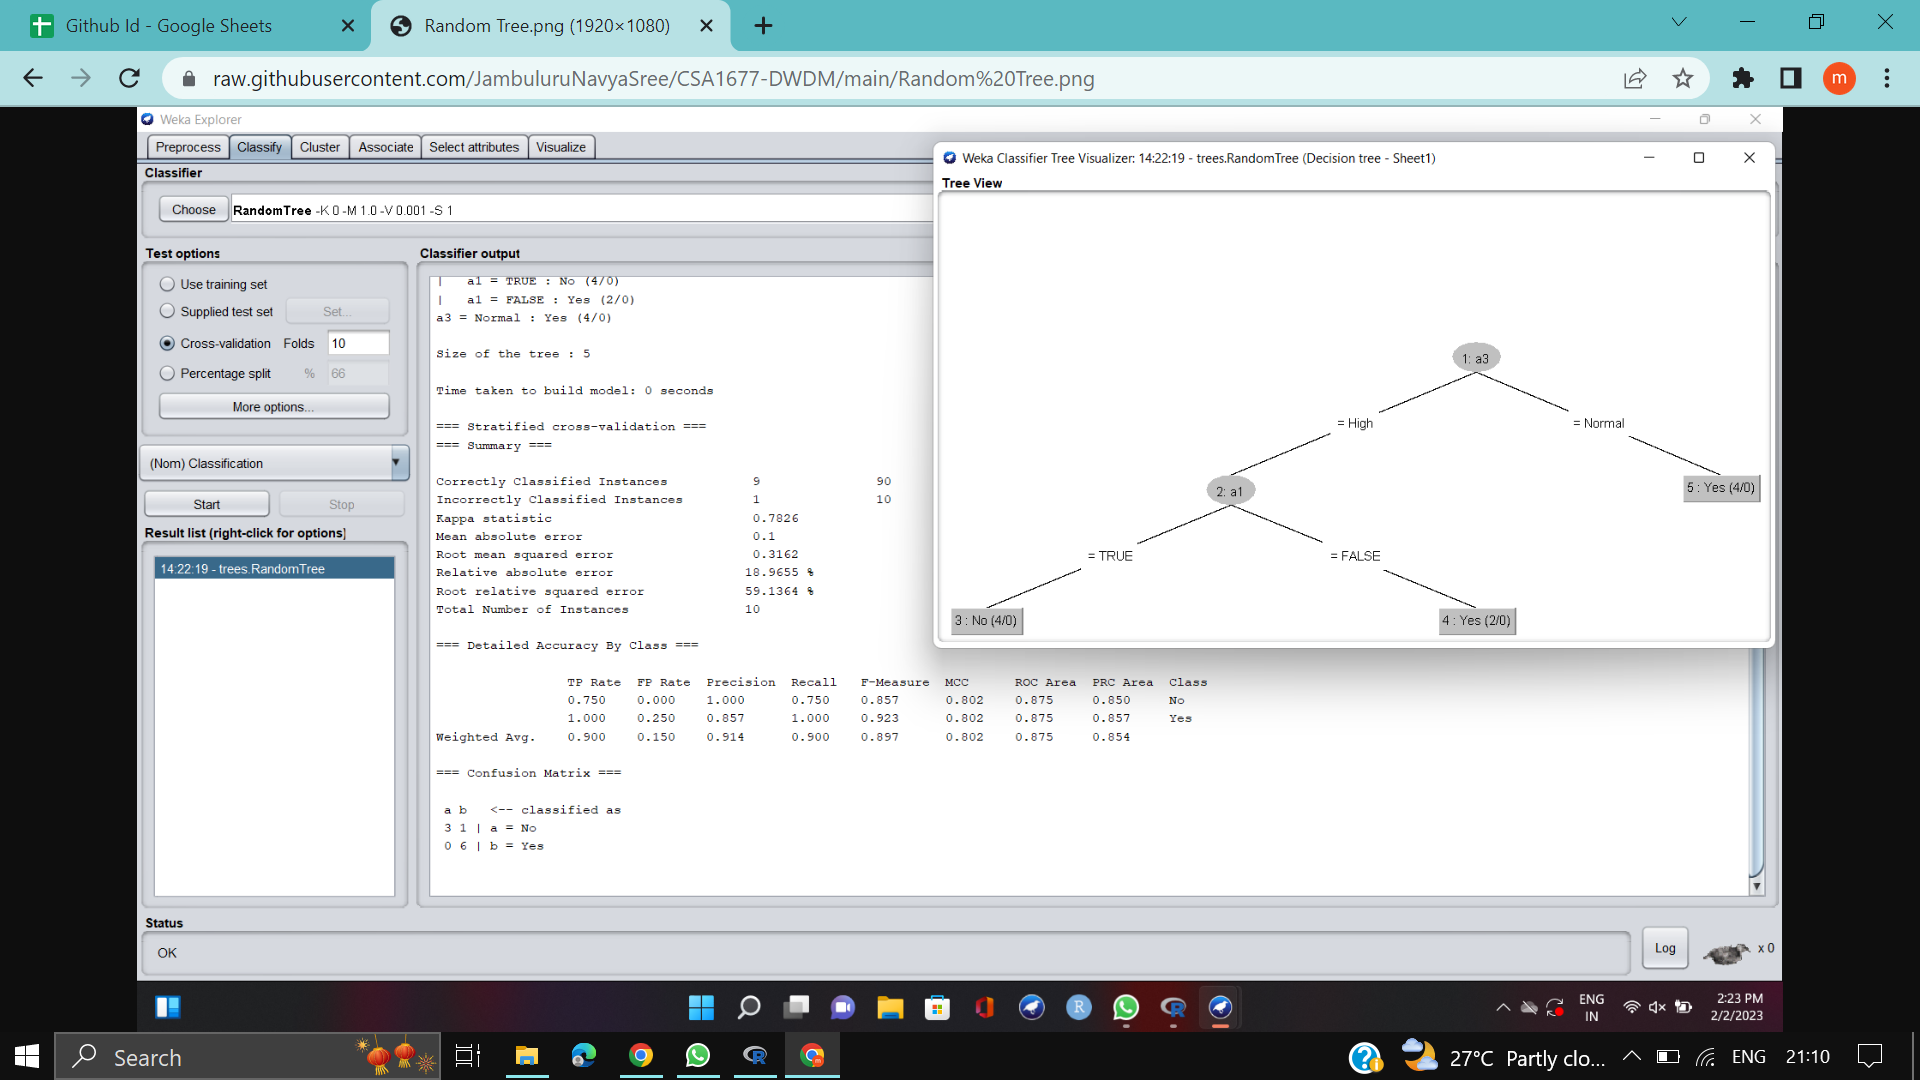 Github Id - Google Sheets
Random Tree.png (1920×1080)
raw.githubusercontent.com/JambuluruNavyaSree/CSA1677-DWDM/main/Random%20Tree.png
m
Weka Explorer
Preprocess Classify Cluster Associate Select attributes Visualize
Classifier
Choose RandomTree -K 0 -M 1.0 -V 0.001 -S 1
Test options
Use training set
Supplied test set Set...
Cross-validation Folds 10
Percentage split % 66
More options...
(Nom) Classification
Start Stop
Result list (right-click for options)
14:22:19 - trees.RandomTree
Classifier output
| a1 = TRUE : No (4/0)
| a1 = FALSE : Yes (2/0)
a3 = Normal : Yes (4/0)
Size of the tree : 5
Time taken to build model: 0 seconds
=== Stratified cross-validation ===
=== Summary ===
Correctly Classified Instances 9 90
Incorrectly Classified Instances 1 10
Kappa statistic 0.7826
Mean absolute error 0.1
Root mean squared error 0.3162
Relative absolute error 18.9655 %
Root relative squared error 59.1364 %
Total Number of Instances 10
=== Detailed Accuracy By Class ===
TP Rate FP Rate Precision Recall F-Measure MCC ROC Area PRC Area Class
0.750 0.000 1.000 0.750 0.857 0.802 0.875 0.850 No
1.000 0.250 0.857 1.000 0.923 0.802 0.875 0.857 Yes
Weighted Avg. 0.900 0.150 0.914 0.900 0.897 0.802 0.875 0.854
=== Confusion Matrix ===
a b <-- classified as
3 1 | a = No
0 6 | b = Yes
Weka Classifier Tree Visualizer: 14:22:19 - trees.RandomTree (Decision tree - Sheet1)
Tree View
1: a3
= High = Normal
2: a1 5 : Yes (4/0)
= TRUE = FALSE
3 : No (4/0) 4 : Yes (2/0)
Status
OK
Log x 0
R R
ENG
IN
2:23 PM
2/2/2023
Search
R
27°C Partly clo... ENG 21:10